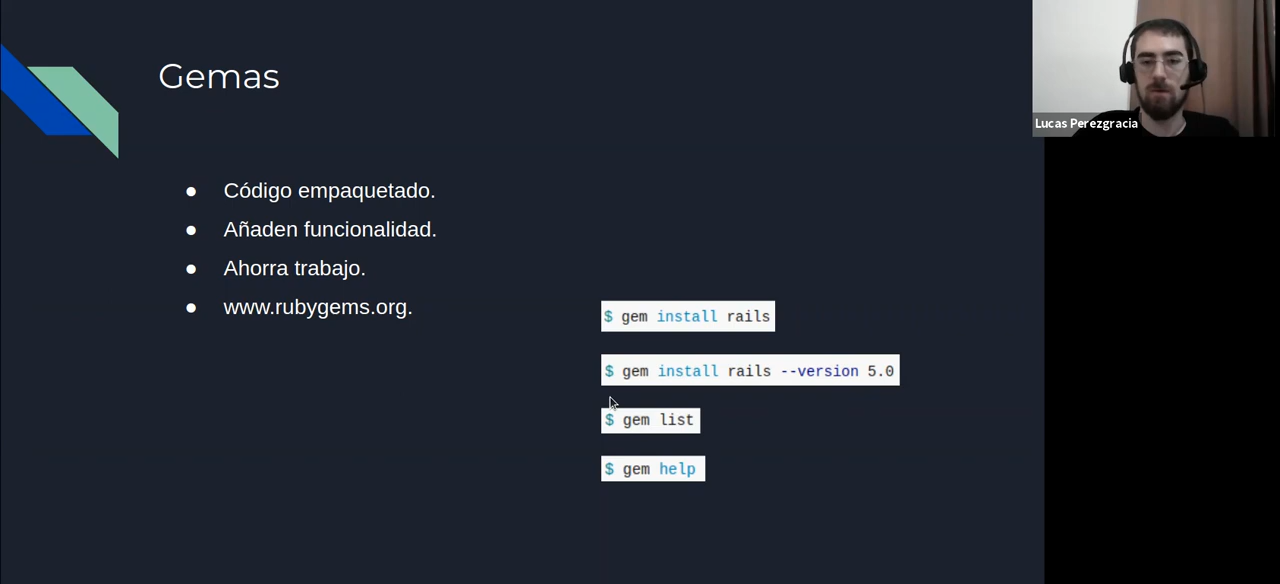 Gemas
Lucas Perezgracia
● Código empaquetado.
● Añaden funcionalidad.
● Ahorra trabajo.
● www.rubygems.org.
$ gem install rails
$ gem install rails --version 5.0
$ gem list
$ gem help